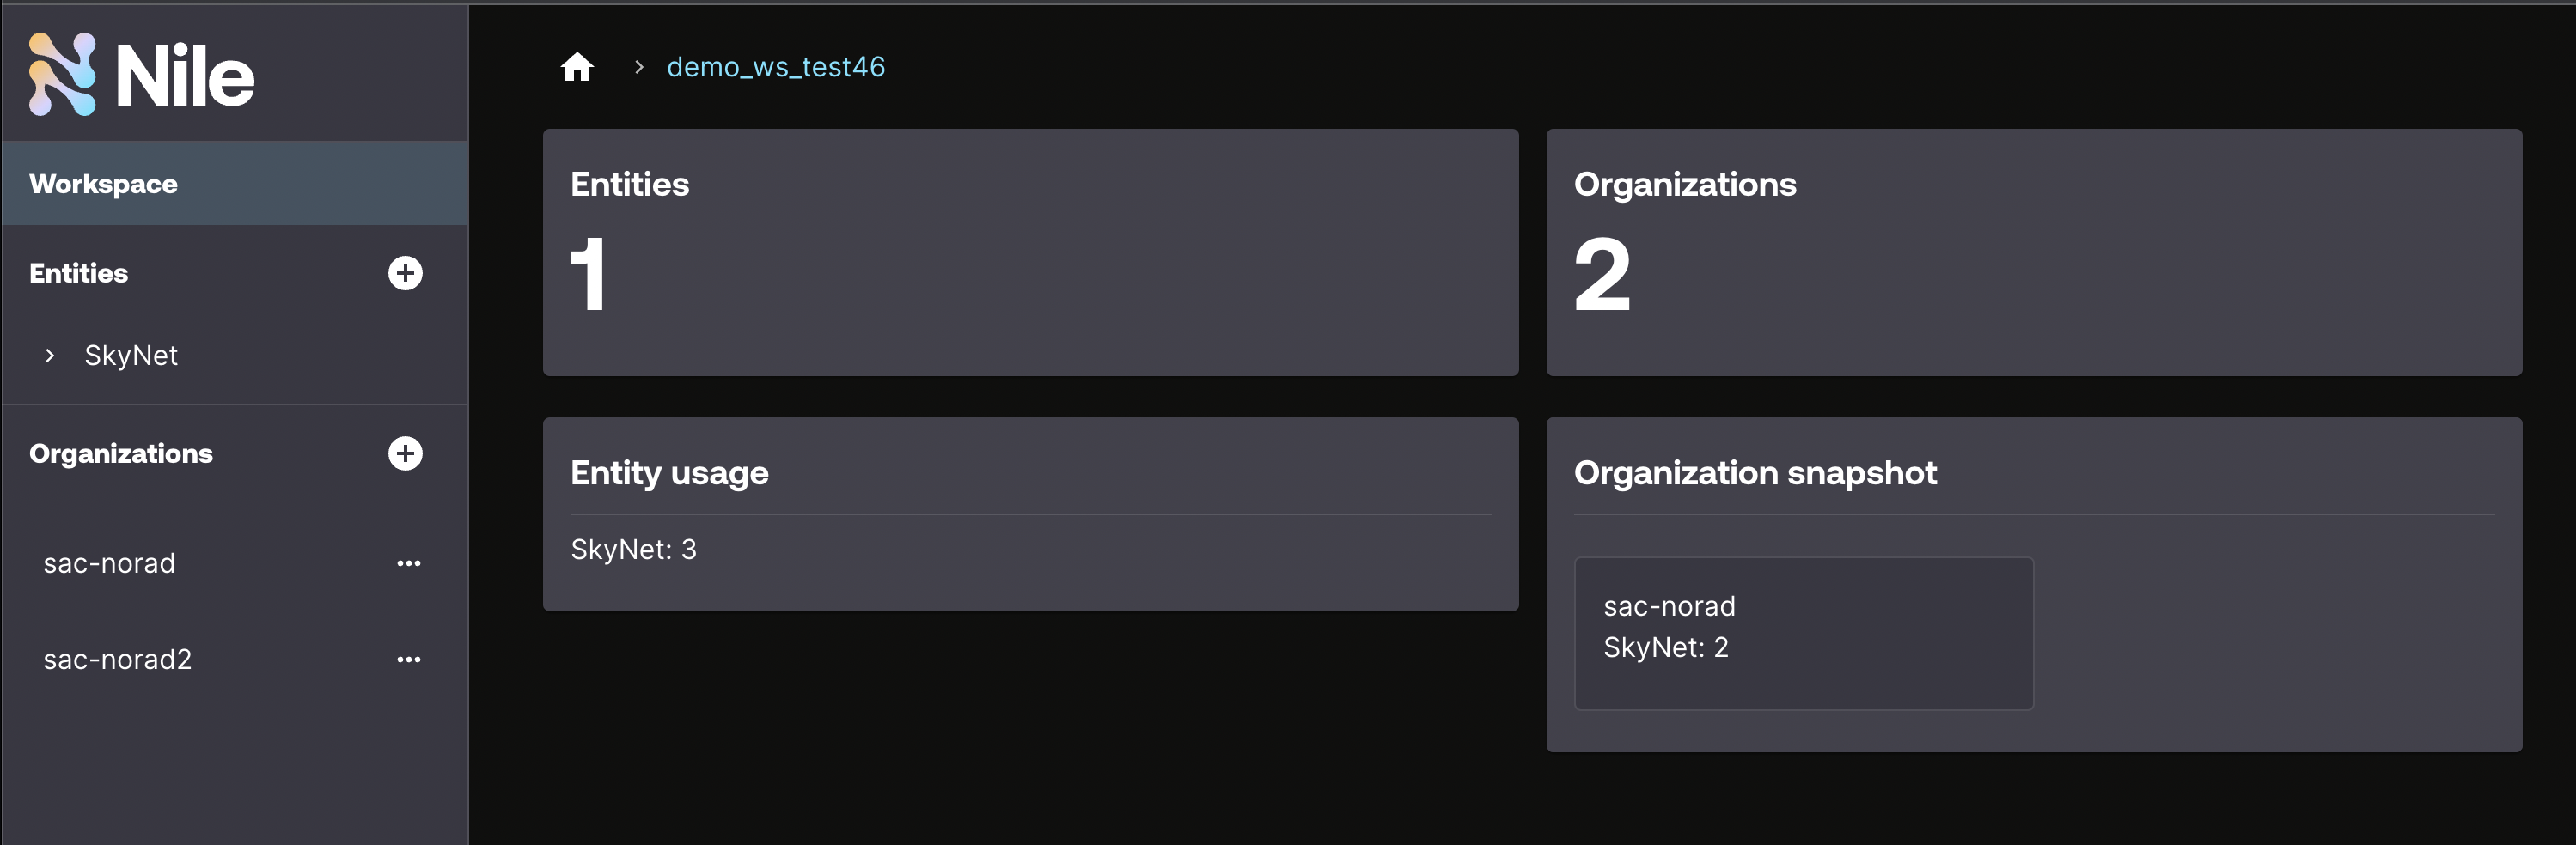 Nile
Workspace
Entities
SkyNet
Organizations
sac-norad
sac-norad2
demo_ws_test46
Entities
1
Organizations
2
Entity usage
SkyNet: 3
Organization snapshot
sac-norad
SkyNet: 2